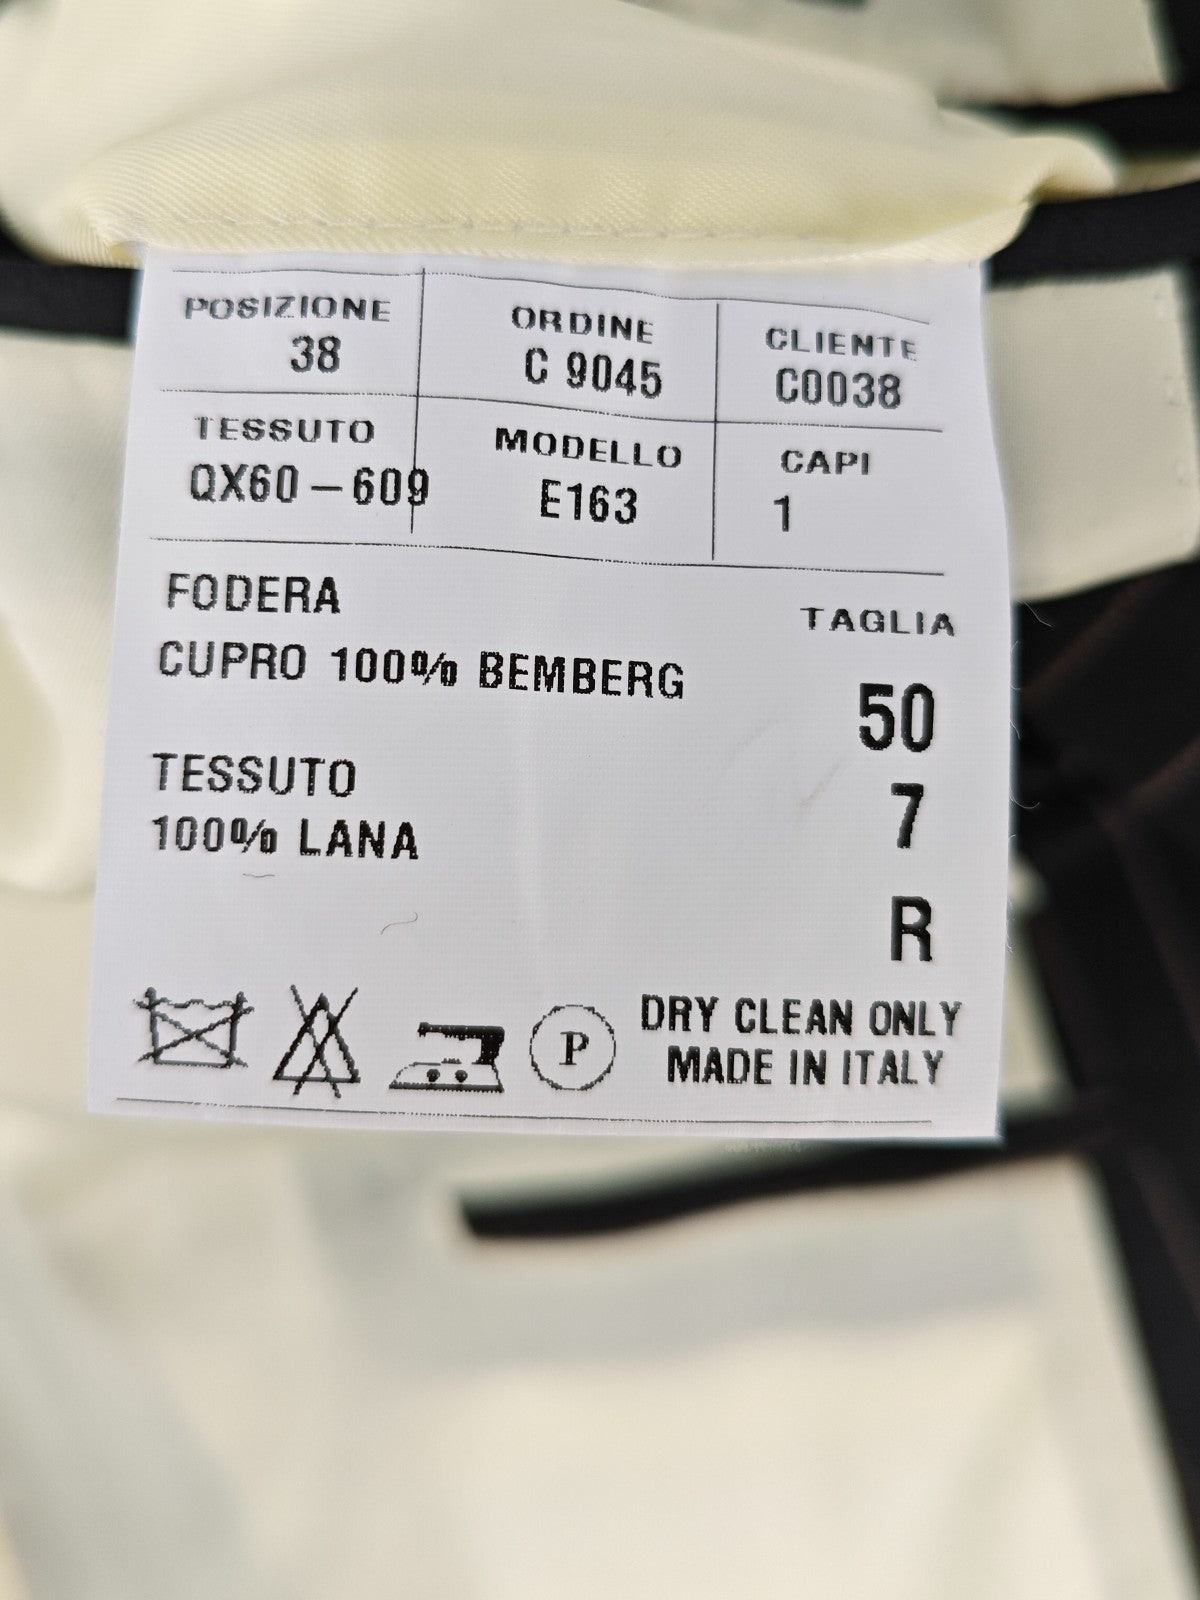 POSIZIONE ORDINE CLIENTE
38 C 9045 C0038
TESSUTO MODELLO CAPI
QX60-609 E163 1
FODERA
CUPRO 100% BEMBERG
TESSUTO
100% LANA
TAGLIA
50
7
R
P
DRY CLEAN ONLY
MADE IN ITALY